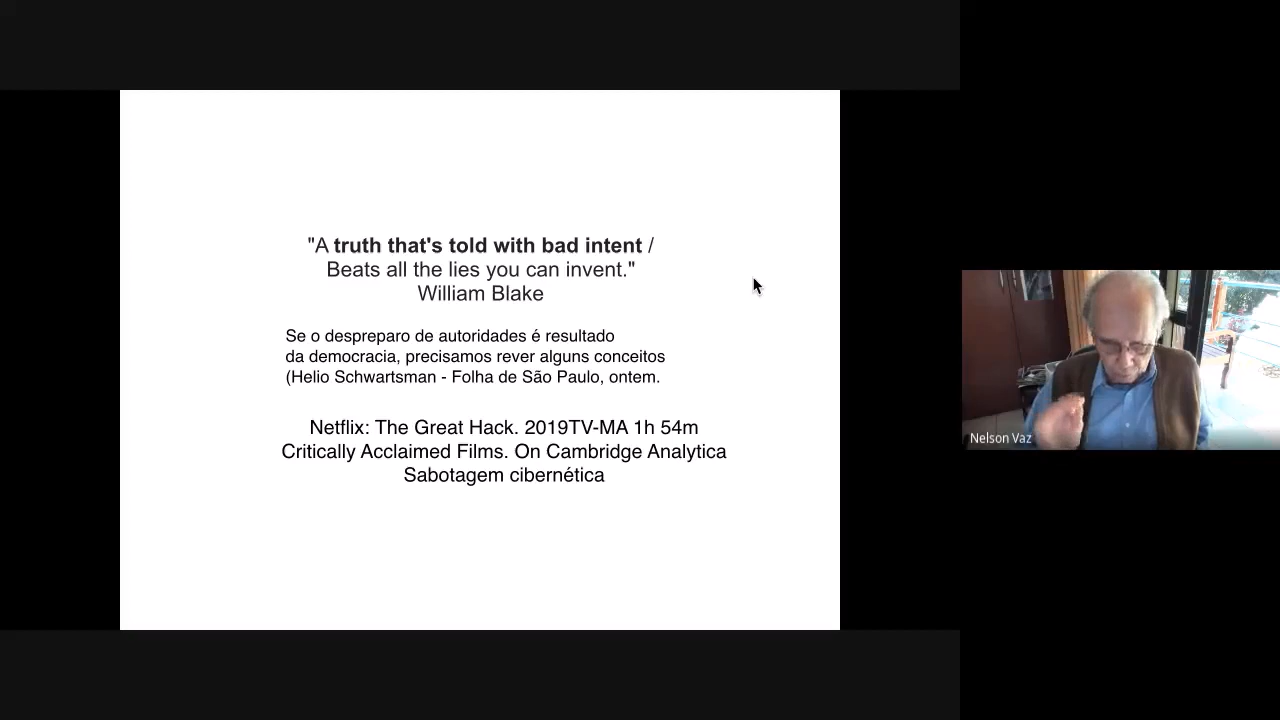 "A truth that's told with bad intent /
Beats all the lies you can invent."
William Blake
Se o despreparo de autoridades é resultado
da democracia, precisamos rever alguns conceitos
(Helio Schwartsman - Folha de São Paulo, ontem.
Netflix: The Great Hack. 2019TV-MA 1h 54m
Critically Acclaimed Films. On Cambridge Analytica
Sabotagem cibernética
Nelson Vaz